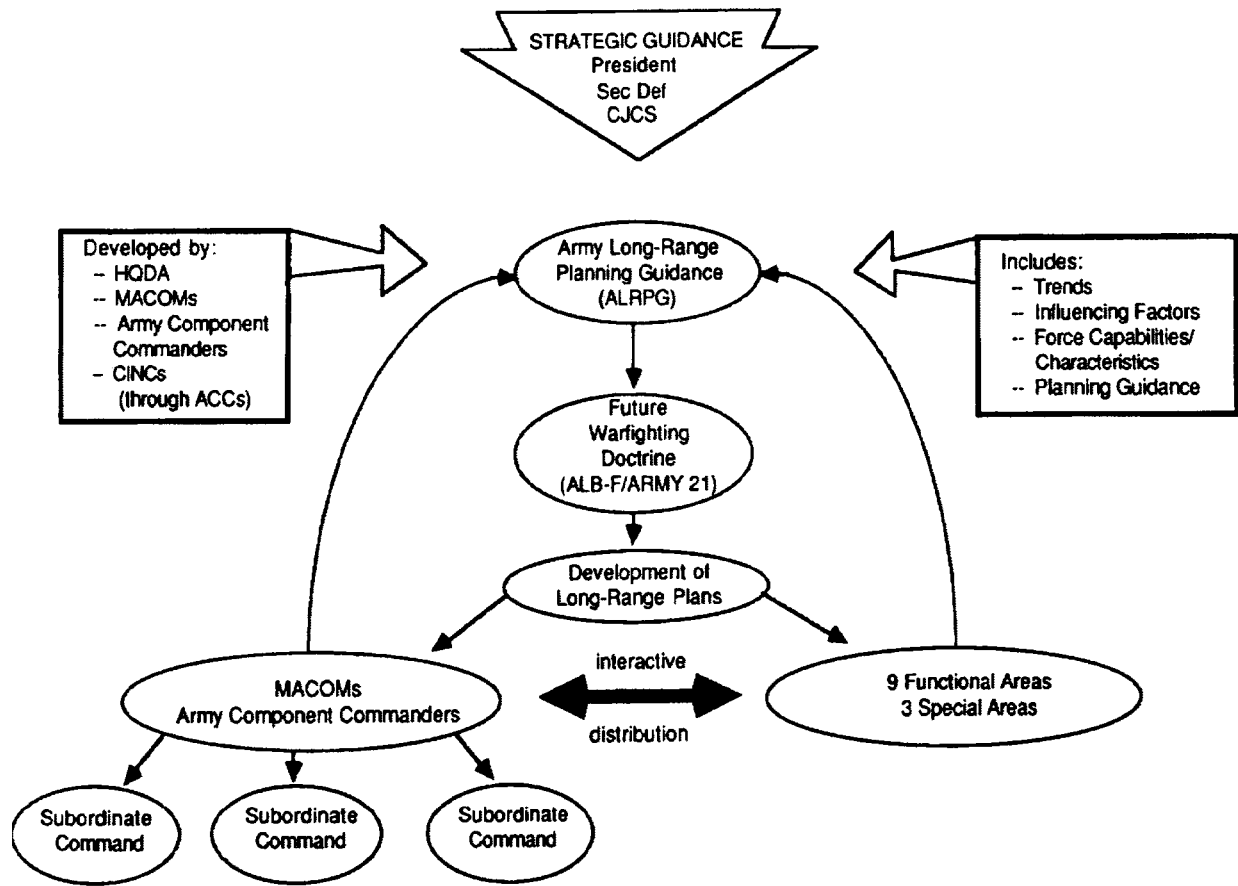 STRATEGIC GUIDANCE
President
Sec Def
CJCS
Developed by:
-- HQDA
-- MACOMs
-- Army Component
Commanders
– CINCs
(through ACCs)
Army Long-Range
Planning Guidance
(ALRPG)
Includes:
-- Trends
-- Influencing Factors
-- Force Capabilities/
Characteristics
-- Planning Guidance
Future
Warfighting
Doctrine
(ALB-F/ARMY 21)
Development of
Long-Range Plans
MACOMs
Army Component Commanders
interactive
distribution
9 Functional Areas
3 Special Areas
Subordinate
Command
Subordinate
Command
Subordinate
Command